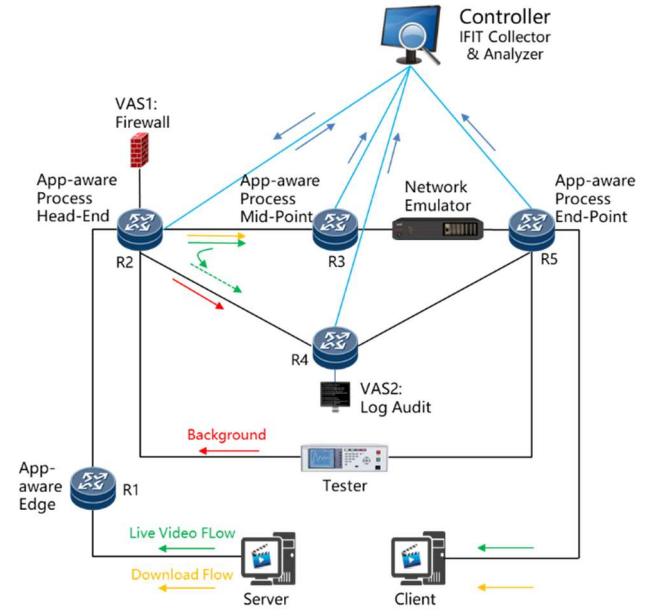 Controller
IFIT Collector
& Analyzer
VAS1:
Firewall
App-aware
Process
Head-End
App-aware
Process
Mid-Point
Network
Emulator
App-aware
Process
End-Point
R2
R3
R5
R4
VAS2:
Log Audit
Background
Tester
App-
aware
Edge
R1
Live Video FLow
Download Flow
Server
Client